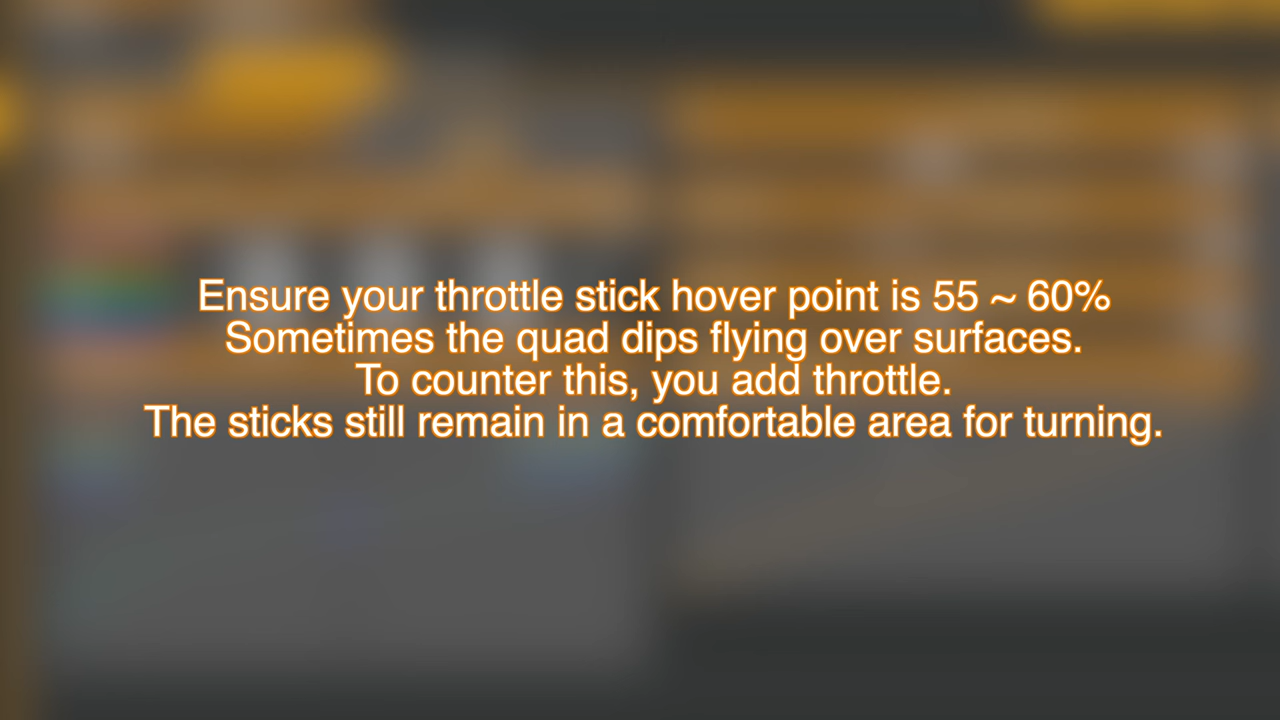 Ensure your throttle stick hover point is 55 ~ 60%
Sometimes the quad dips flying over surfaces.
To counter this, you add throttle.
The sticks still remain in a comfortable area for turning.